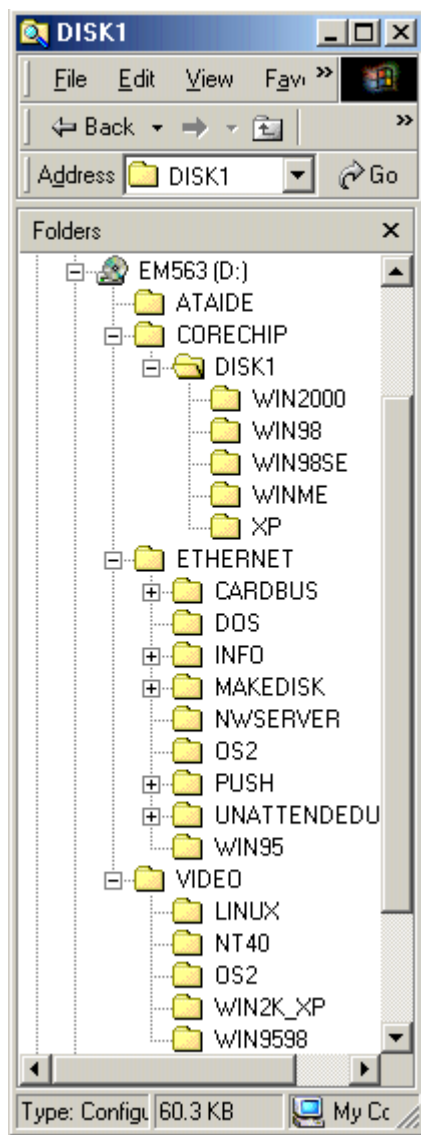 DISK1
File Edit View Favi »
Back »
Address DISK1 Go
Folders
EM563 (D:)
ATAIDE
CORECHIP
DISK1
WIN2000
WIN98
WIN98SE
WINME
XP
ETHERNET
CARDBUS
DOS
INFO
MAKEDISK
NWSERVER
OS2
PUSH
UNATTENDEDU
WIN95
VIDEO
LINUX
NT40
OS2
WIN2K_XP
WIN9598
Type: Configu 60.3 KB My Cc